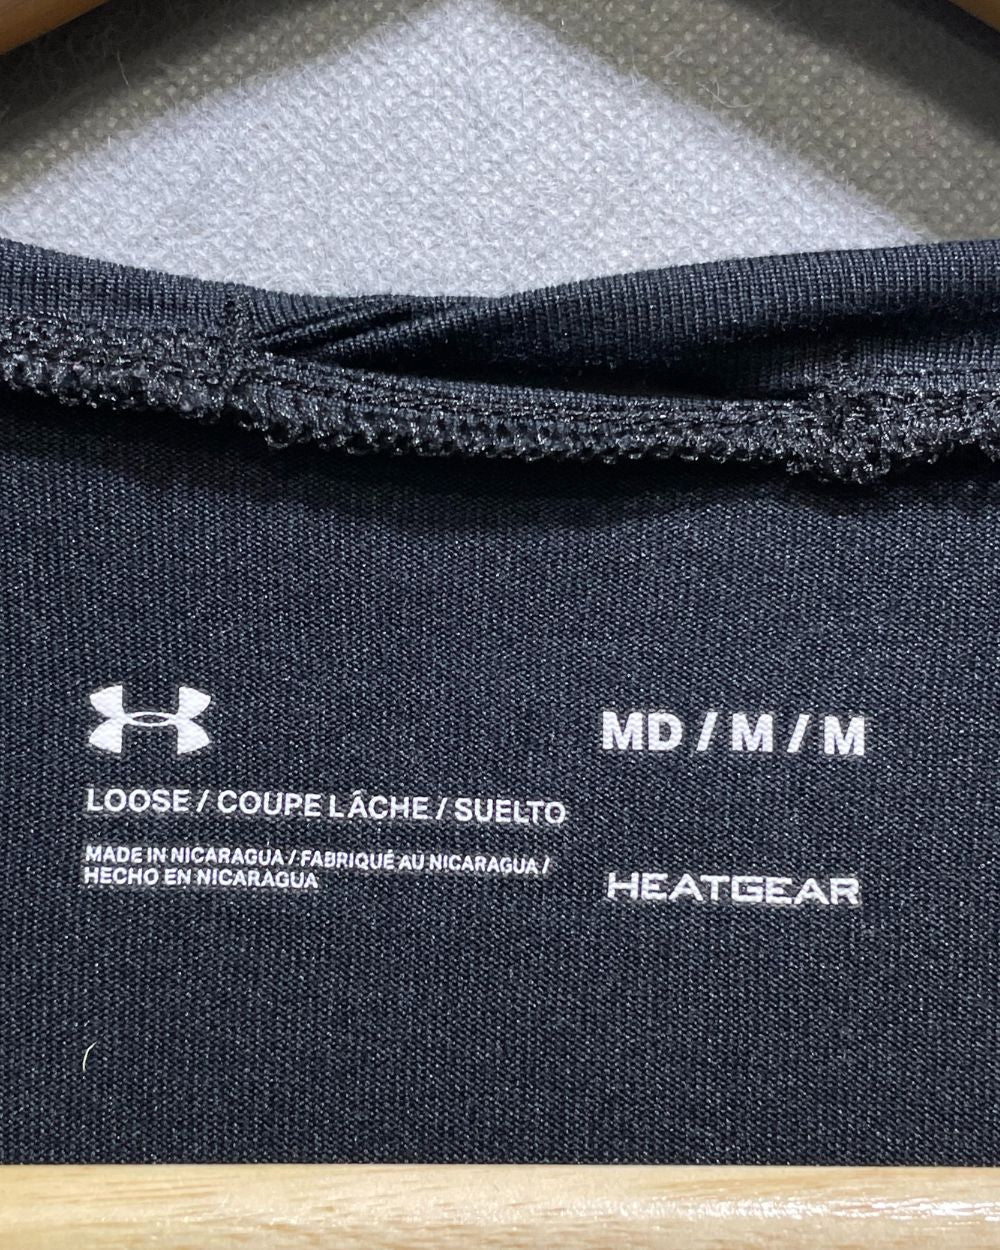 MD / M / M
LOOSE / COUPE LÂCHE / SUELTO
MADE IN NICARAGUA / FABRIQUÉ AU NICARAGUA /
HECHO EN NICARAGUA
HEATGEAR